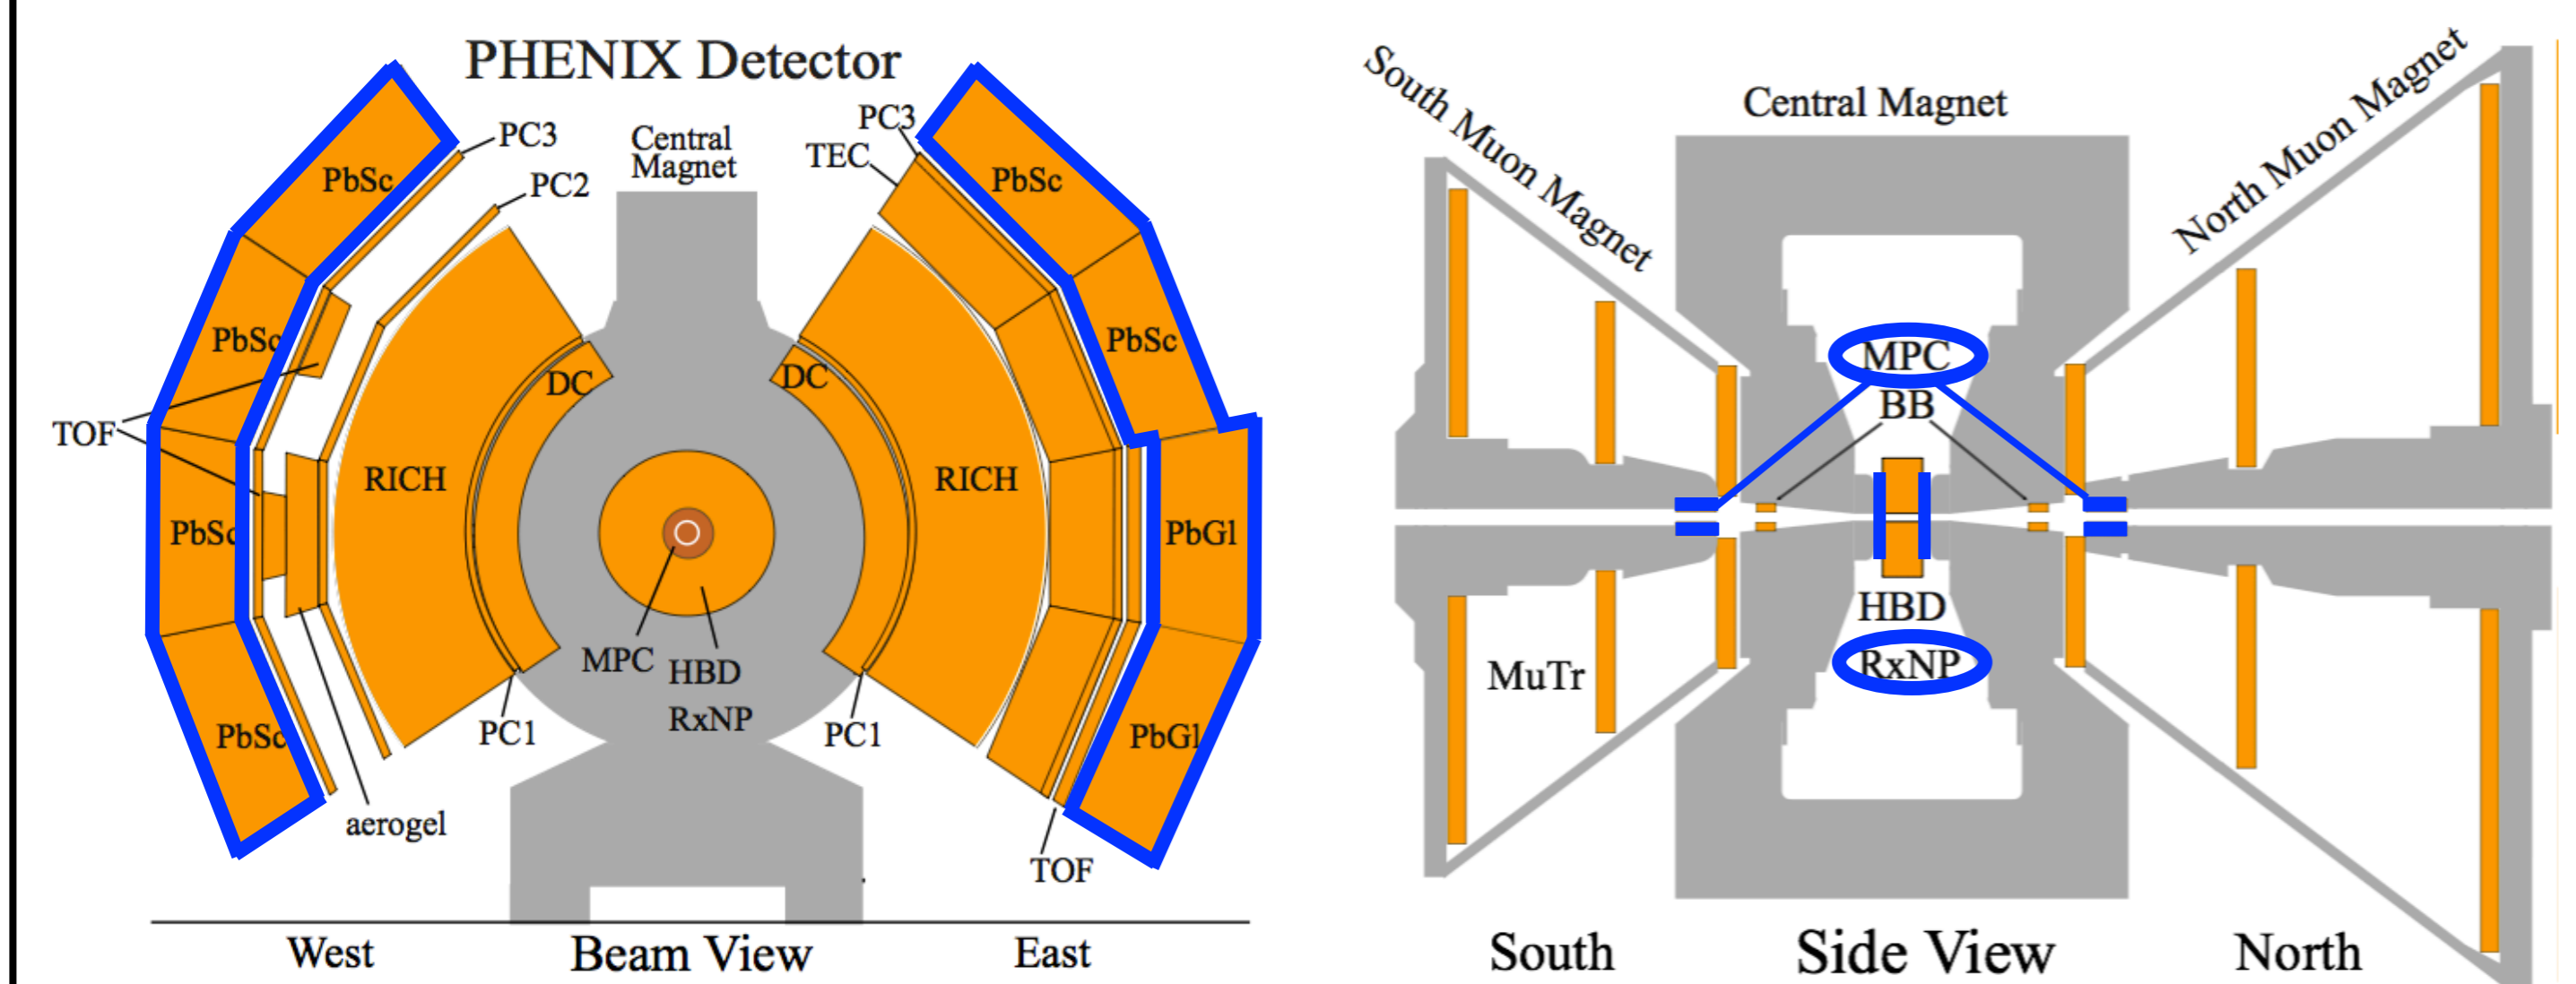 PHENIX Detector
PC3
PC2
Central
Magnet
PC3
TEC
PbSc
PbSc
PbSc
PbSc
TOF
DC
DC
RICH
RICH
PbSc
PbGl
MPC
HBD
RxNP
PC1
PC1
PbSc
PbGl
aerogel
TOF
West
Beam View
East
South Muon Magnet
Central Magnet
North Muon Magnet
MPC
BB
HBD
RxNP
MuTr
South
Side View
North